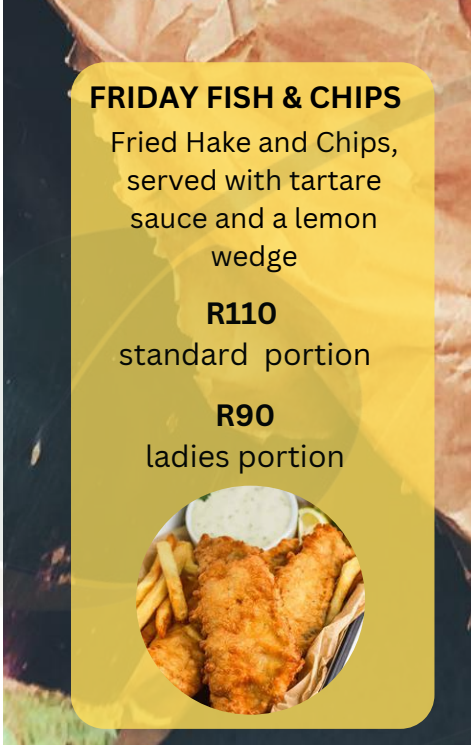 FRIDAY FISH & CHIPS
Fried Hake and Chips,
served with tartare
sauce and a lemon
wedge
R110
standard portion
R90
ladies portion